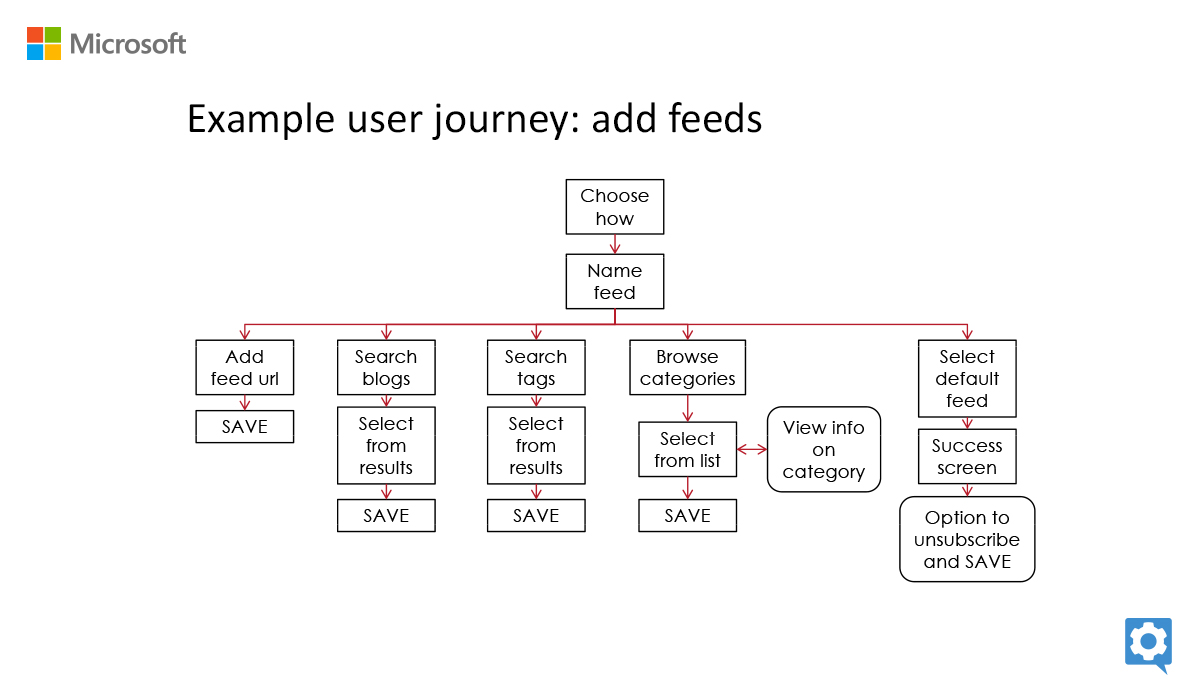 Microsoft
Example user journey: add feeds
Choose
how
Name
feed
Add
feed url
SAVE
Search
blogs
Select
from
results
SAVE
Search
tags
Select
from
results
SAVE
Browse
categories
Select
from list
SAVE
View info
on
category
Select
default
feed
Success
screen
Option to
unsubscribe
and SAVE